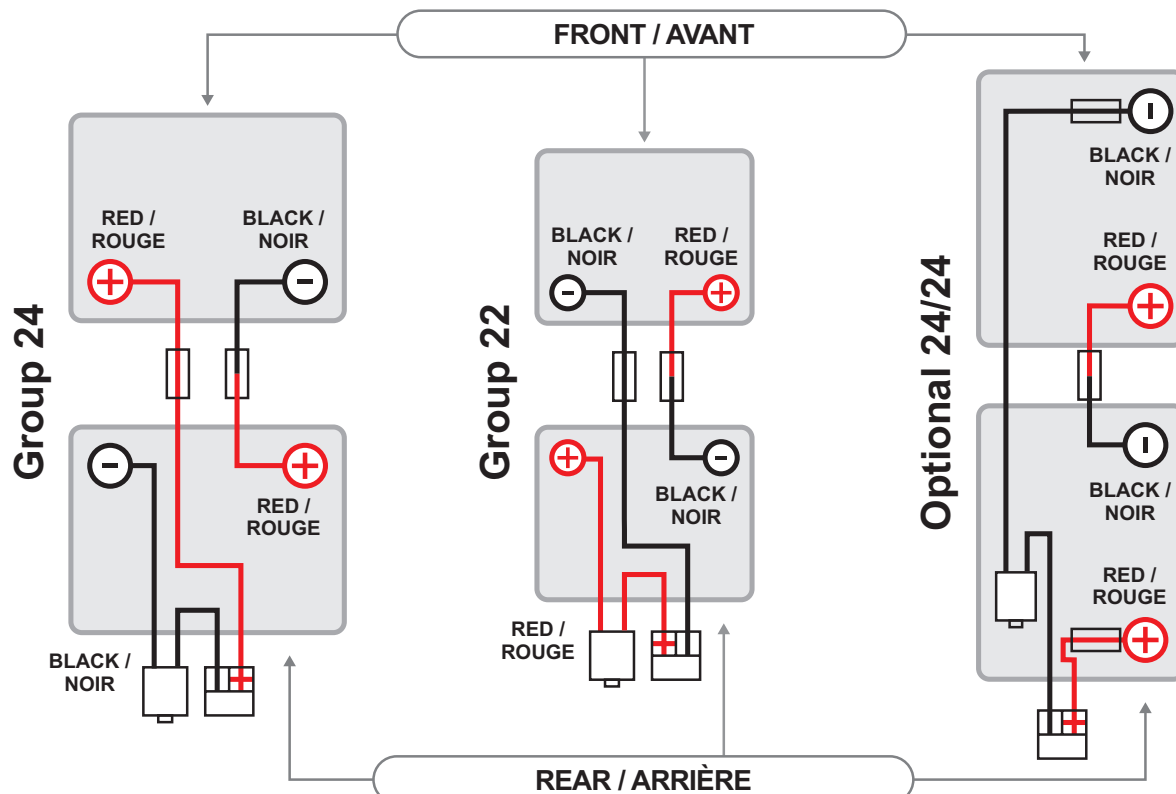 FRONT / AVANT
Group 24
RED /
ROUGE
BLACK /
NOIR
RED /
ROUGE
BLACK /
NOIR
Group 22
BLACK /
NOIR
RED /
ROUGE
BLACK /
NOIR
RED /
ROUGE
Optional 24/24
BLACK /
NOIR
RED /
ROUGE
BLACK /
NOIR
RED /
ROUGE
REAR / ARRIÈRE